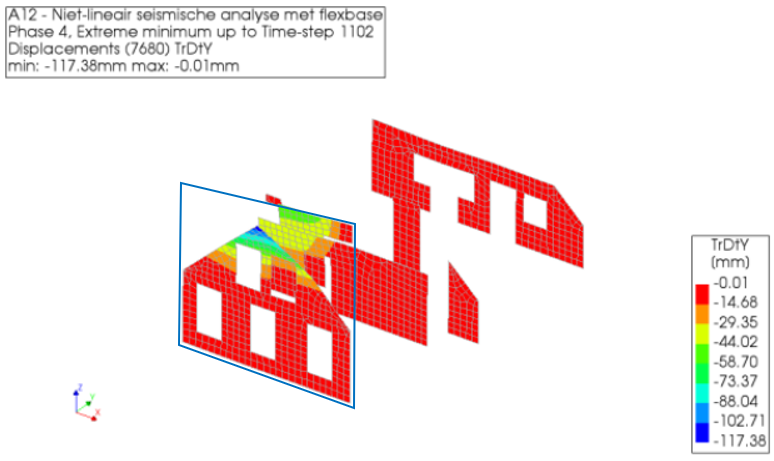 A12 - Niet-lineair seismische analyse met flexbase
Phase 4, Extreme minimum up to Time-step 1102
Displacements (7680) TrDtY
min: -117.38mm max: -0.01mm
TrDtY
(mm)
-0.01
-14.68
-29.35
-44.02
-58.70
-73.37
-88.04
-102.71
-117.38
Z
Y
X